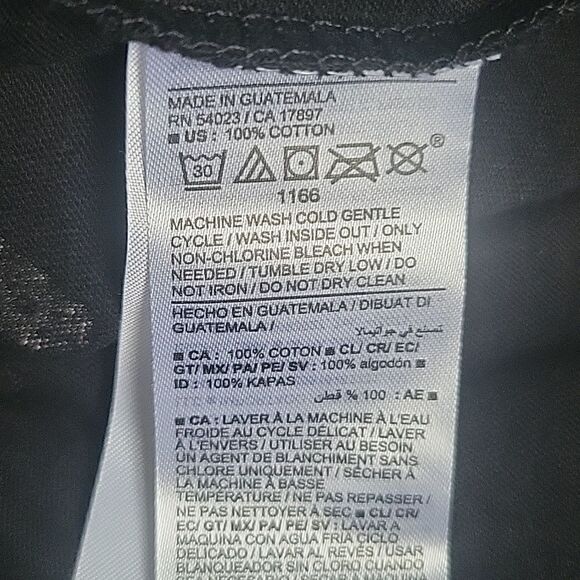 MADE IN GUATEMALA
RN 54023 / CA 17897
■ US : 100% COTTON
30
®
1166
MACHINE WASH COLD GENTLE
CYCLE / WASH INSIDE OUT / ONLY
NON-CHLORINE BLEACH WHEN
NEEDED / TUMBLE DRY LOW / DO
NOT IRON / DO NOT DRY CLEAN
HECHO EN GUATEMALA / DIBUAT DI
GUATEMALA / تصنع في جواتيمالا
■ CA : 100% COTON ■ CL/ CR/ EC/
GT/ MX/ PA/ PE/ SV : 100% algodón ■
ID : 100% KAPAS
■ AE : 100 % قطن
■ CA : LAVER À LA MACHINE À L'EAU
FROIDE AU CYCLE DÉLICAT / LAVER
À L'ENVERS / UTILISER AU BESOIN
UN AGENT DE BLANCHIMENT SANS
CHLORE UNIQUEMENT / SÉCHER À
LA MACHINE À BASSE
TEMPÉRATURE / NE PAS REPASSER /
NE PAS NETTOYER À SEC ■ CL/ CR/
EC/ GT/ MX/ PA/ PE/ SV : LAVAR A
MAQUINA CON AGUA FRIA CICLO
DELICADO / LAVAR AL REVÉS / USAR
BLANQUEADOR SIN CLORO CUANDO